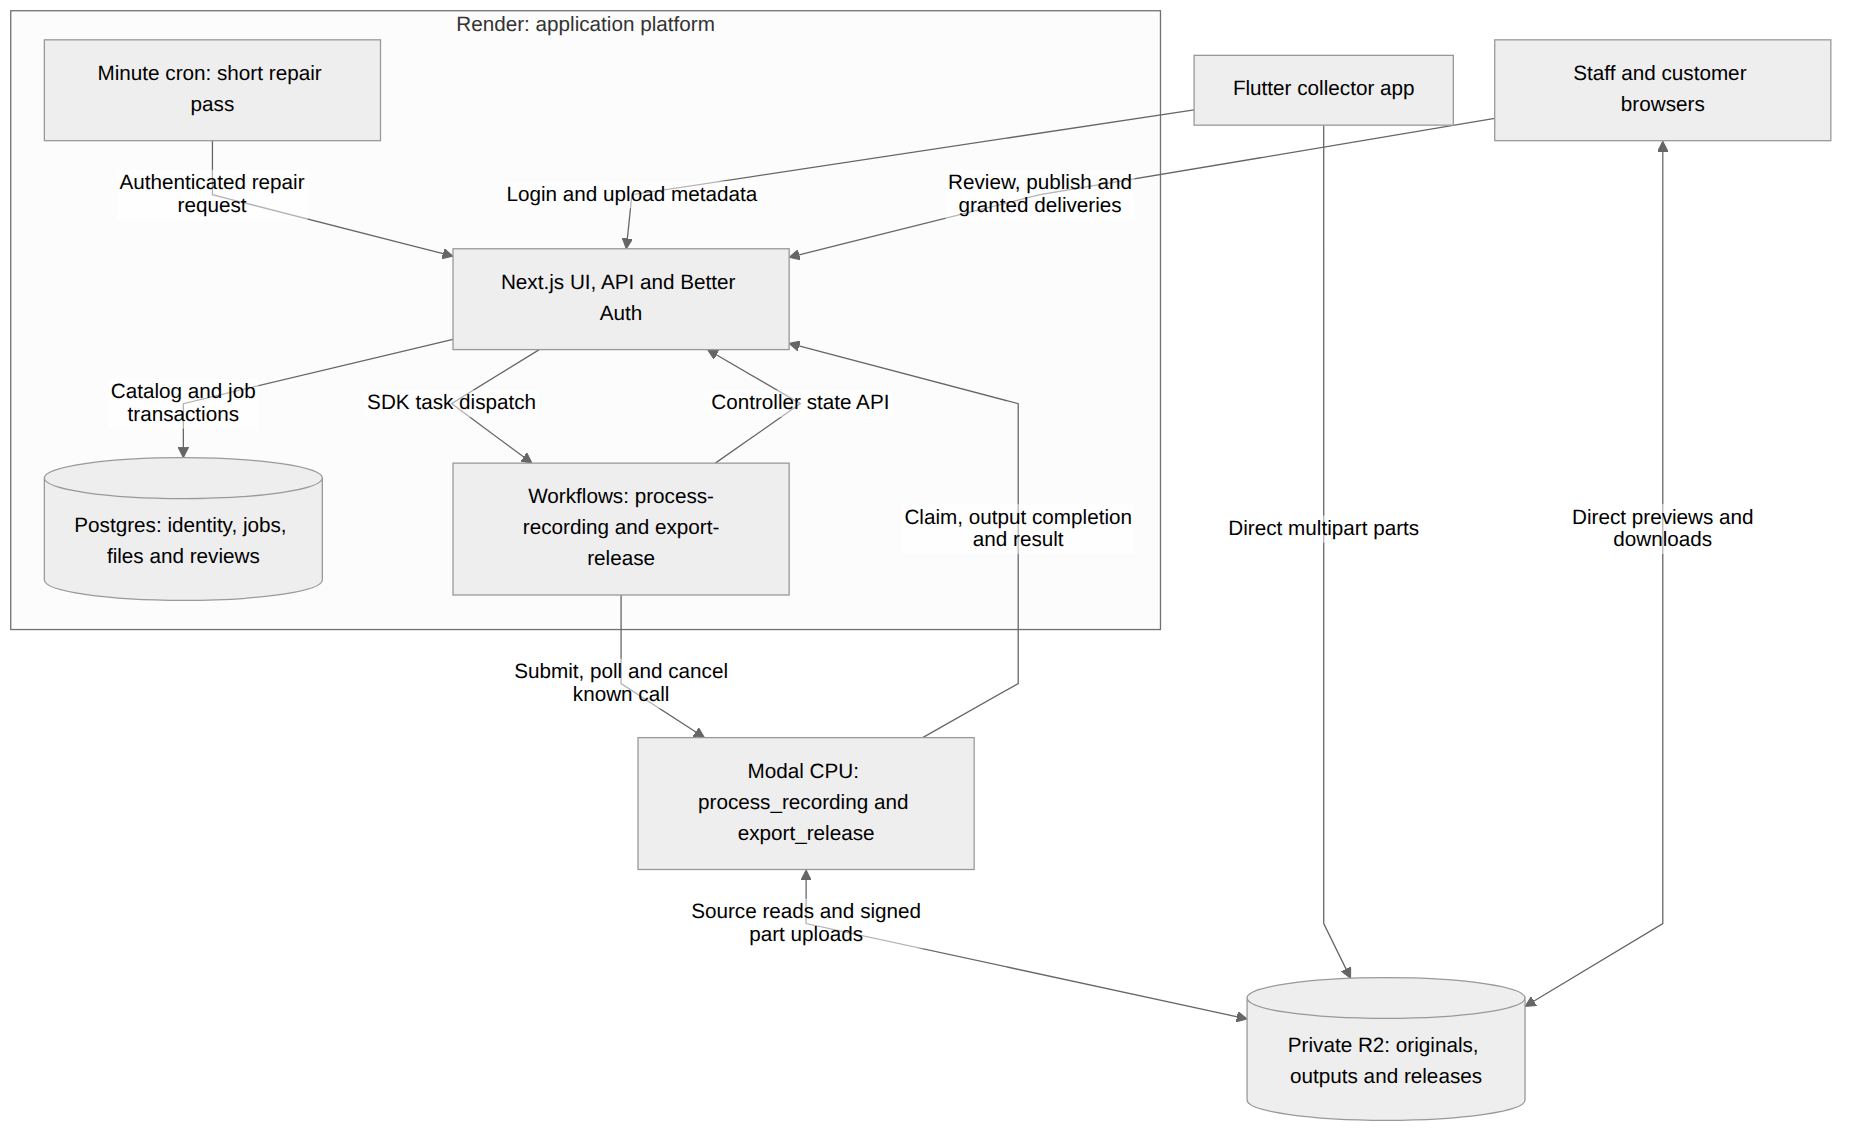 Render: application platform
Minute cron: short repair
pass
Flutter collector app
Staff and customer
browsers
Authenticated repair
request
Login and upload metadata
Review, publish and
granted deliveries
Next.js UI, API and Better
Auth
Catalog and job
transactions
SDK task dispatch
Controller state API
Postgres: identity, jobs,
files and reviews
Workflows: process-
recording and export-
release
Claim, output completion
and result
Direct multipart parts
Direct previews and
downloads
Submit, poll and cancel
known call
Modal CPU:
process_recording and
export_release
Source reads and signed
part uploads
Private R2: originals,
outputs and releases